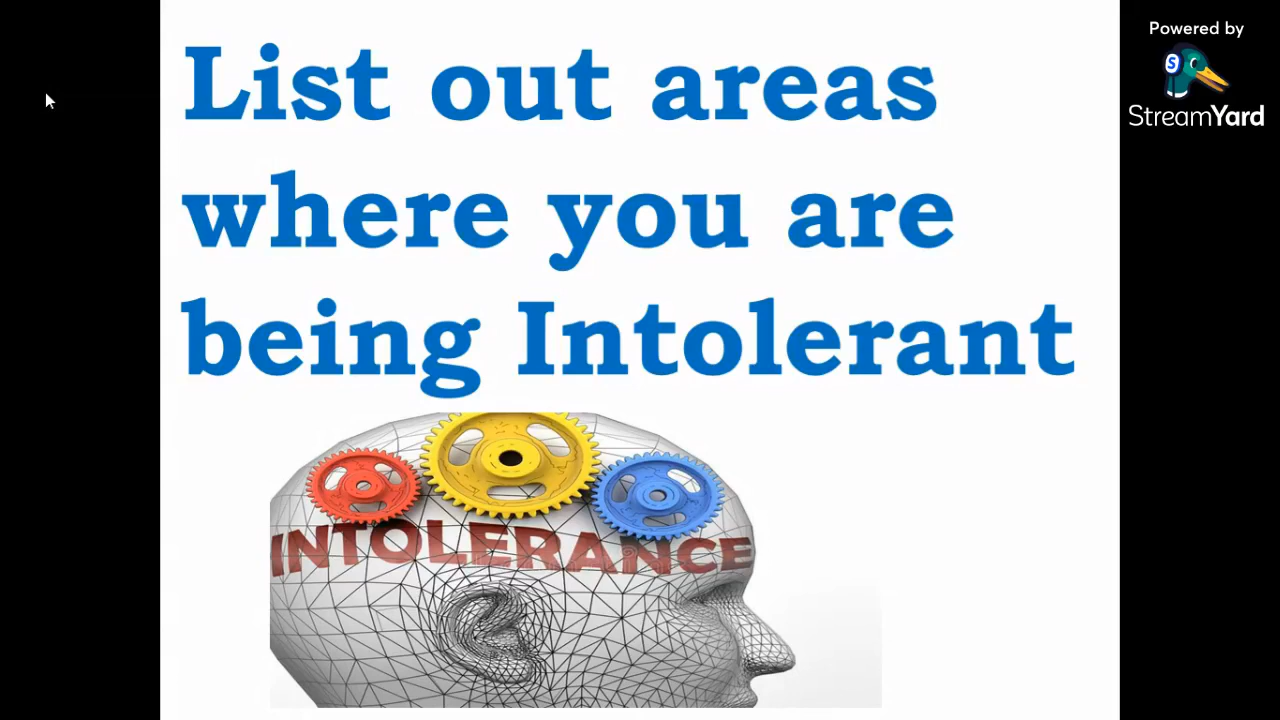 List out areas
where you are
being Intolerant
Powered by
S
StreamYard
INTOLERANCE